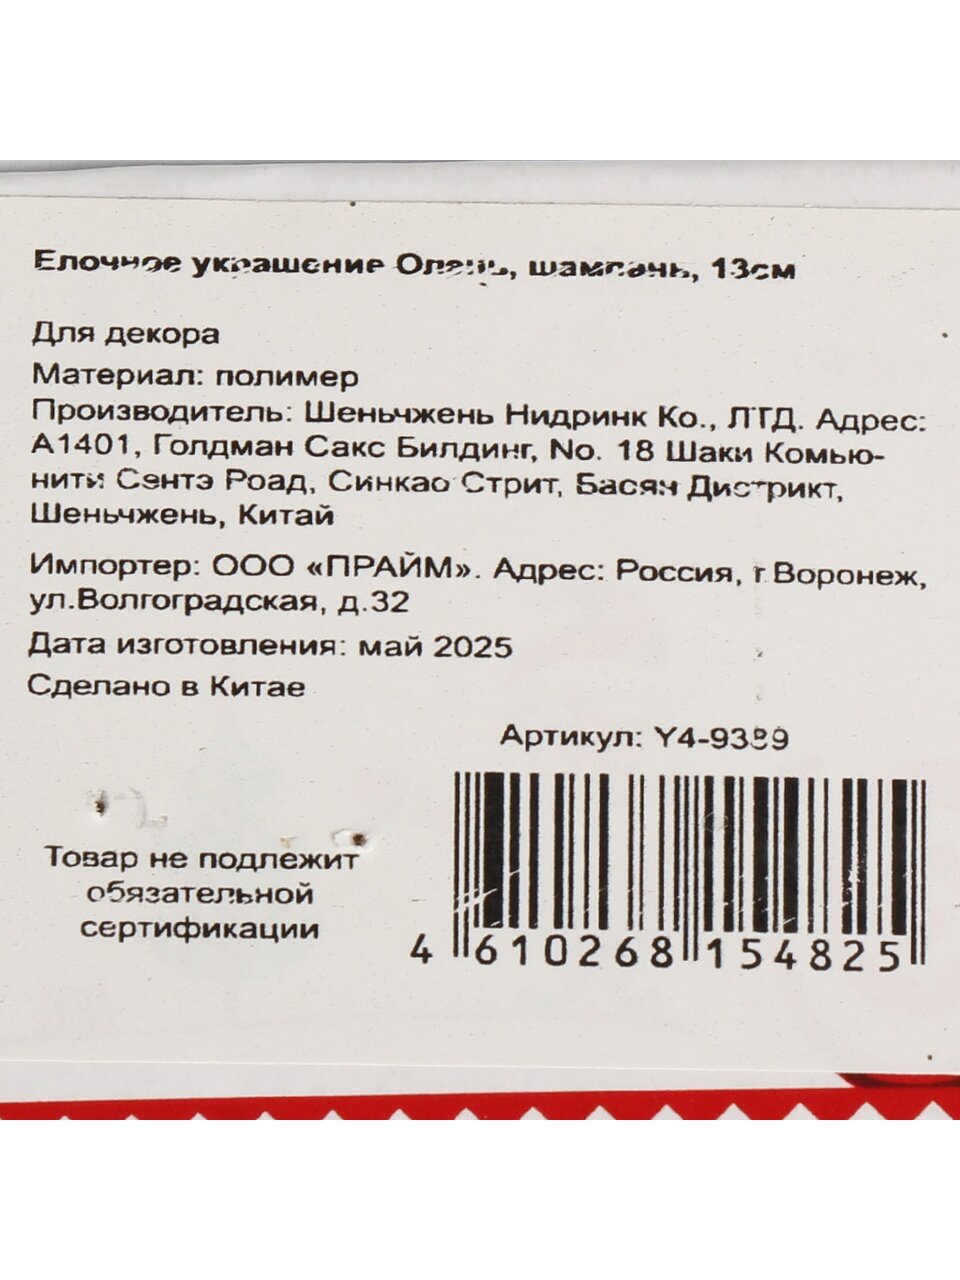 Елочное украшение Олень, шампань, 13см
Для декора
Материал: полимер
Производитель: Шеньчжень Нидринк Ко., ЛТД. Адрес:
А1401, Голдман Сакс Билдинг, No. 18 Шаки Комью-
нити Сэнтэ Роад, Синкао Стрит, Басян Дистрикт,
Шеньчжень, Китай
Импортер: ООО «ПРАЙМ». Адрес: Россия, г Воронеж,
ул.Волгоградская, д.32
Дата изготовления: май 2025
Сделано в Китае
Артикул: Y4-9389
Товар не подлежит
обязательной
сертификации
4 610268 154825